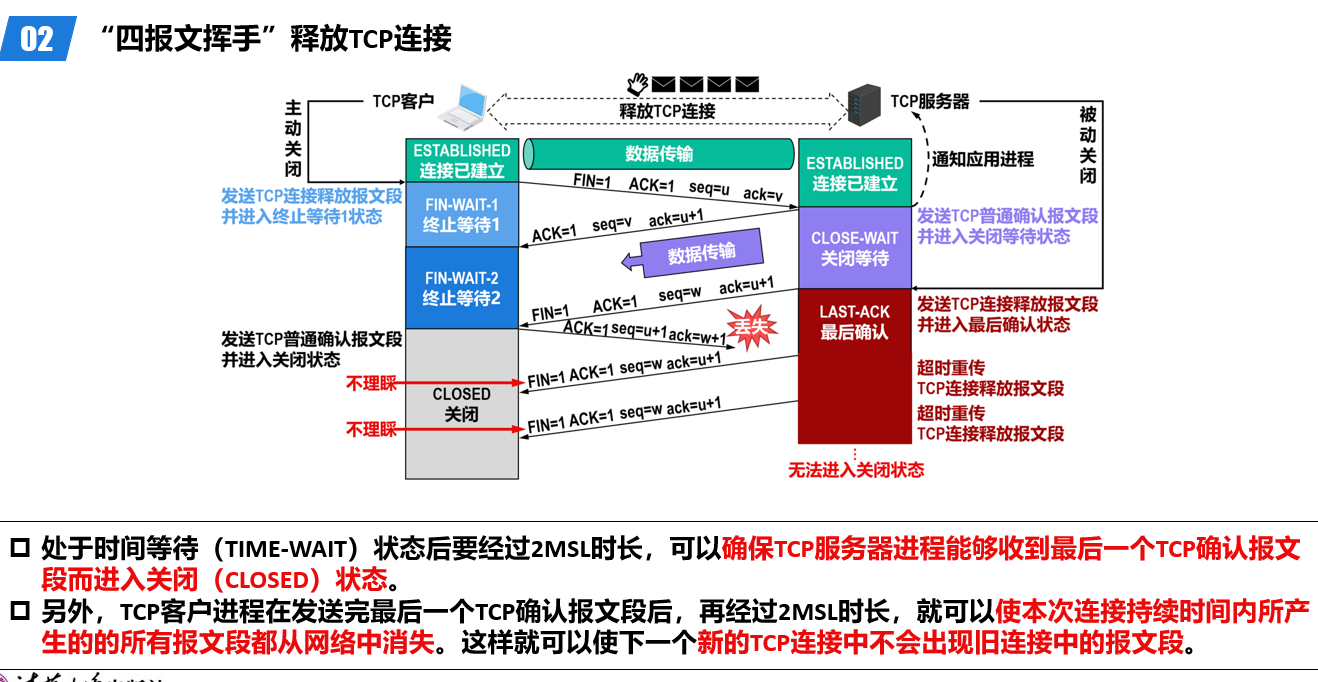 02
“四报文挥手”释放TCP连接
主动关闭
TCP客户
释放TCP连接
TCP服务器
被动关闭
ESTABLISHED
连接已建立
数据传输
ESTABLISHED
连接已建立
通知应用进程
FIN=1 ACK=1 seq=u ack=v
发送TCP连接释放报文段
并进入终止等待1状态
FIN-WAIT-1
终止等待1
ACK=1 seq=v ack=u+1
CLOSE-WAIT
关闭等待
发送TCP普通确认报文段
并进入关闭等待状态
数据传输
FIN-WAIT-2
终止等待2
FIN=1 ACK=1 seq=w ack=u+1
LAST-ACK
最后确认
发送TCP连接释放报文段
并进入最后确认状态
ACK=1 seq=u+1 ack=w+1
丢失
发送TCP普通确认报文段
并进入关闭状态
不理睬
FIN=1 ACK=1 seq=w ack=u+1
超时重传
TCP连接释放报文段
CLOSED
关闭
不理睬
FIN=1 ACK=1 seq=w ack=u+1
超时重传
TCP连接释放报文段
无法进入关闭状态
处于时间等待（TIME-WAIT）状态后要经过2MSL时长，可以确保TCP服务器进程能够收到最后一个TCP确认报文
段而进入关闭（CLOSED）状态。
另外，TCP客户进程在发送完最后一个TCP确认报文段后，再经过2MSL时长，就可以使本次连接持续时间内所产
生的的所有报文段都从网络中消失。这样就可以使下一个新的TCP连接中不会出现旧连接中的报文段。